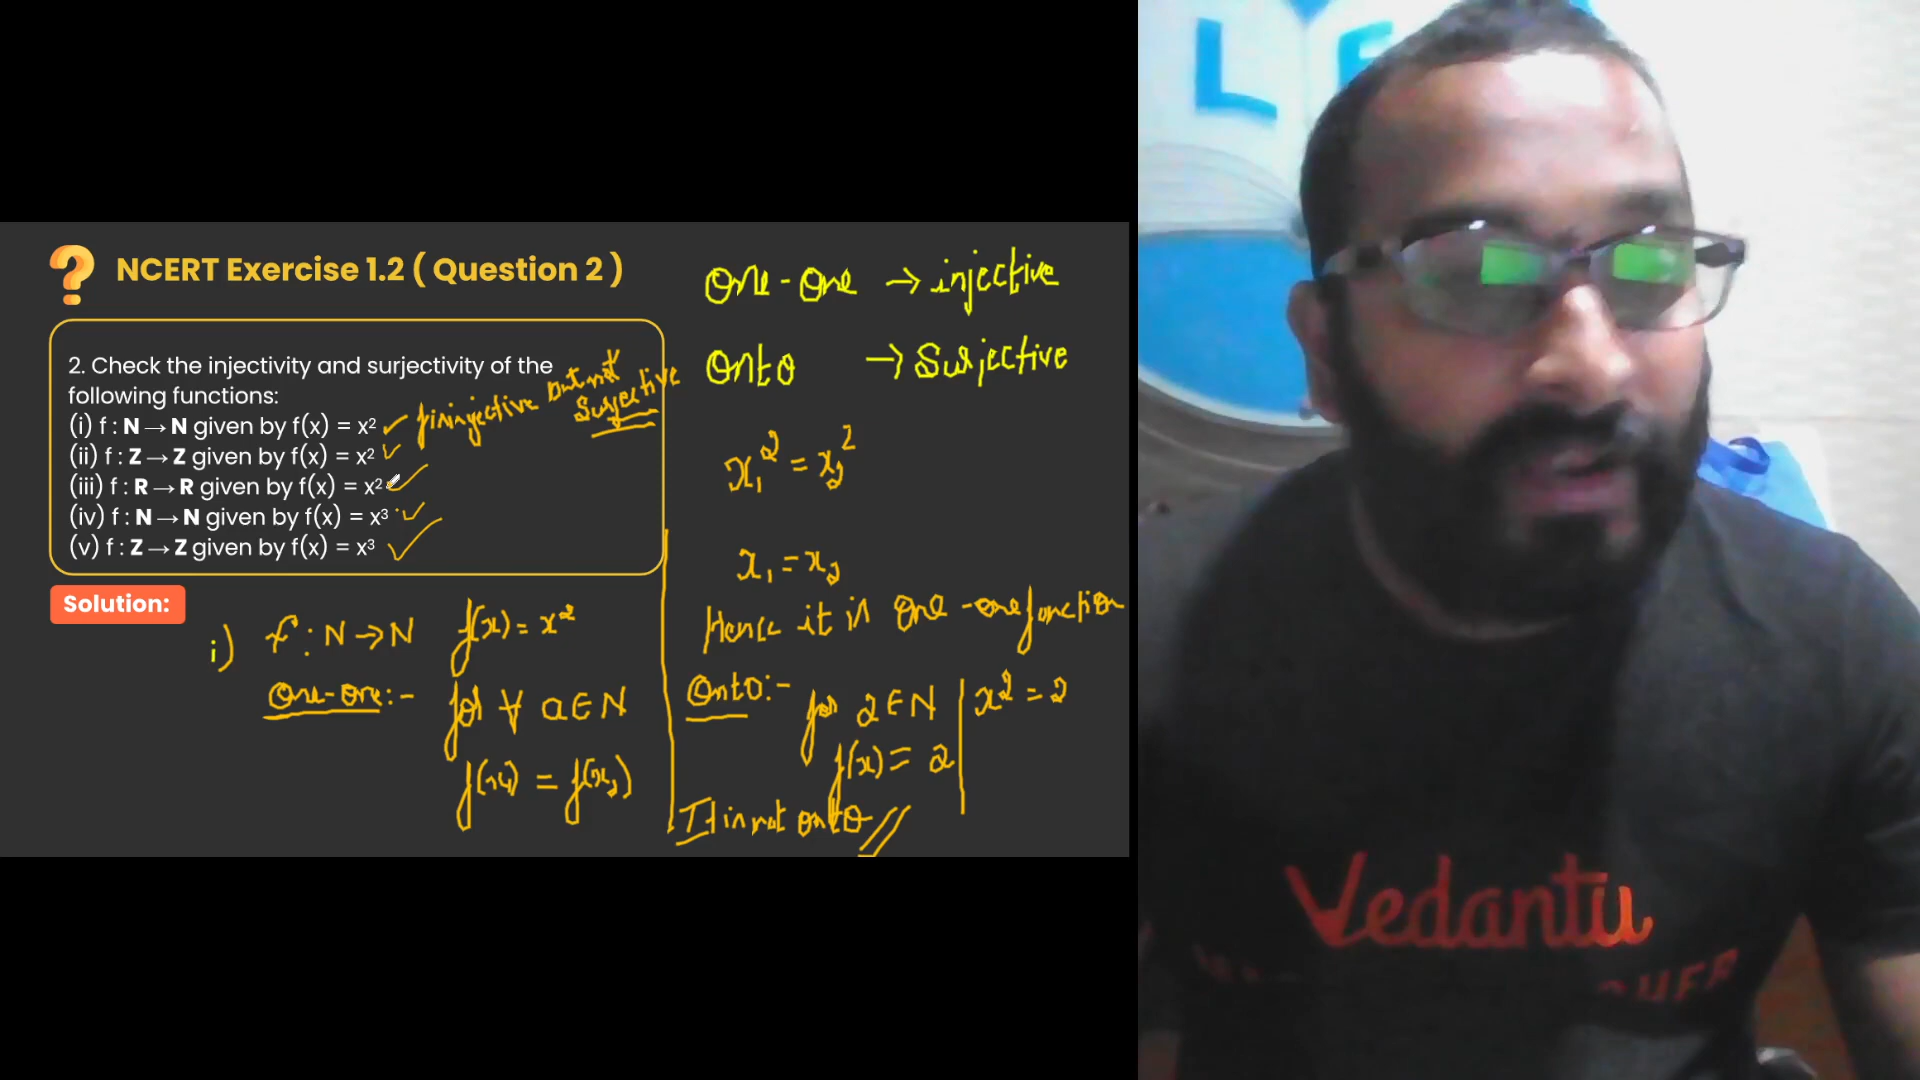 NCERT Exercise 1.2 ( Question 2 )
2. Check the injectivity and surjectivity of the
following functions:
(i) f : N → N given by f(x) = x²
(ii) f : Z → Z given by f(x) = x²
(iii) f : R → R given by f(x) = x²
(iv) f : N → N given by f(x) = x³
(v) f : Z → Z given by f(x) = x³
f is injective but not
Surjective
Solution:
i) f : N → N f(x) = x²
One-one :-
for ∀ a ∈ N
f(x₁) = f(x₂)
One-One → injective
Onto → Surjective
x₁² = x₂²
x₁ = x₂
Hence it is One-one function
Onto :-
for 2 ∈ N
x² = 2
f(x) = 2
It is not onto
L E
Vedantu